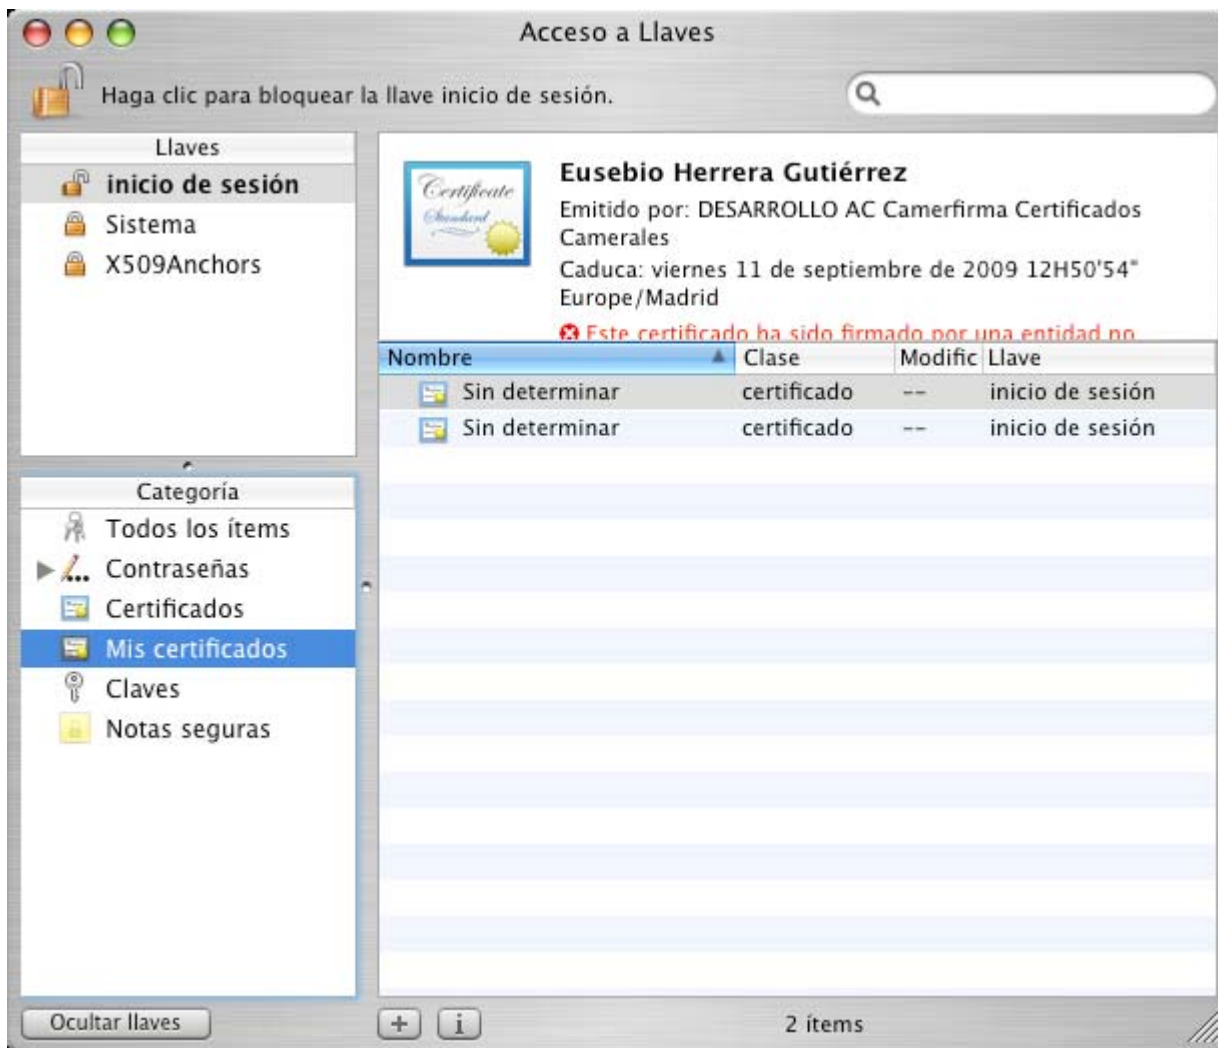 Acceso a Llaves
Haga clic para bloquear la llave inicio de sesión.
Llaves
inicio de sesión
Sistema
X509Anchors
Certificate
Standard
Eusebio Herrera Gutiérrez
Emitido por: DESARROLLO AC Camerfirma Certificados
Camerales
Caduca: viernes 11 de septiembre de 2009 12H50'54"
Europe/Madrid
Este certificado ha sido firmado por una entidad no
Nombre Clase Modific Llave
Sin determinar certificado -- inicio de sesión
Sin determinar certificado -- inicio de sesión
Categoría
Todos los ítems
Contraseñas
Certificados
Mis certificados
Claves
Notas seguras
Ocultar llaves
+ i 2 ítems